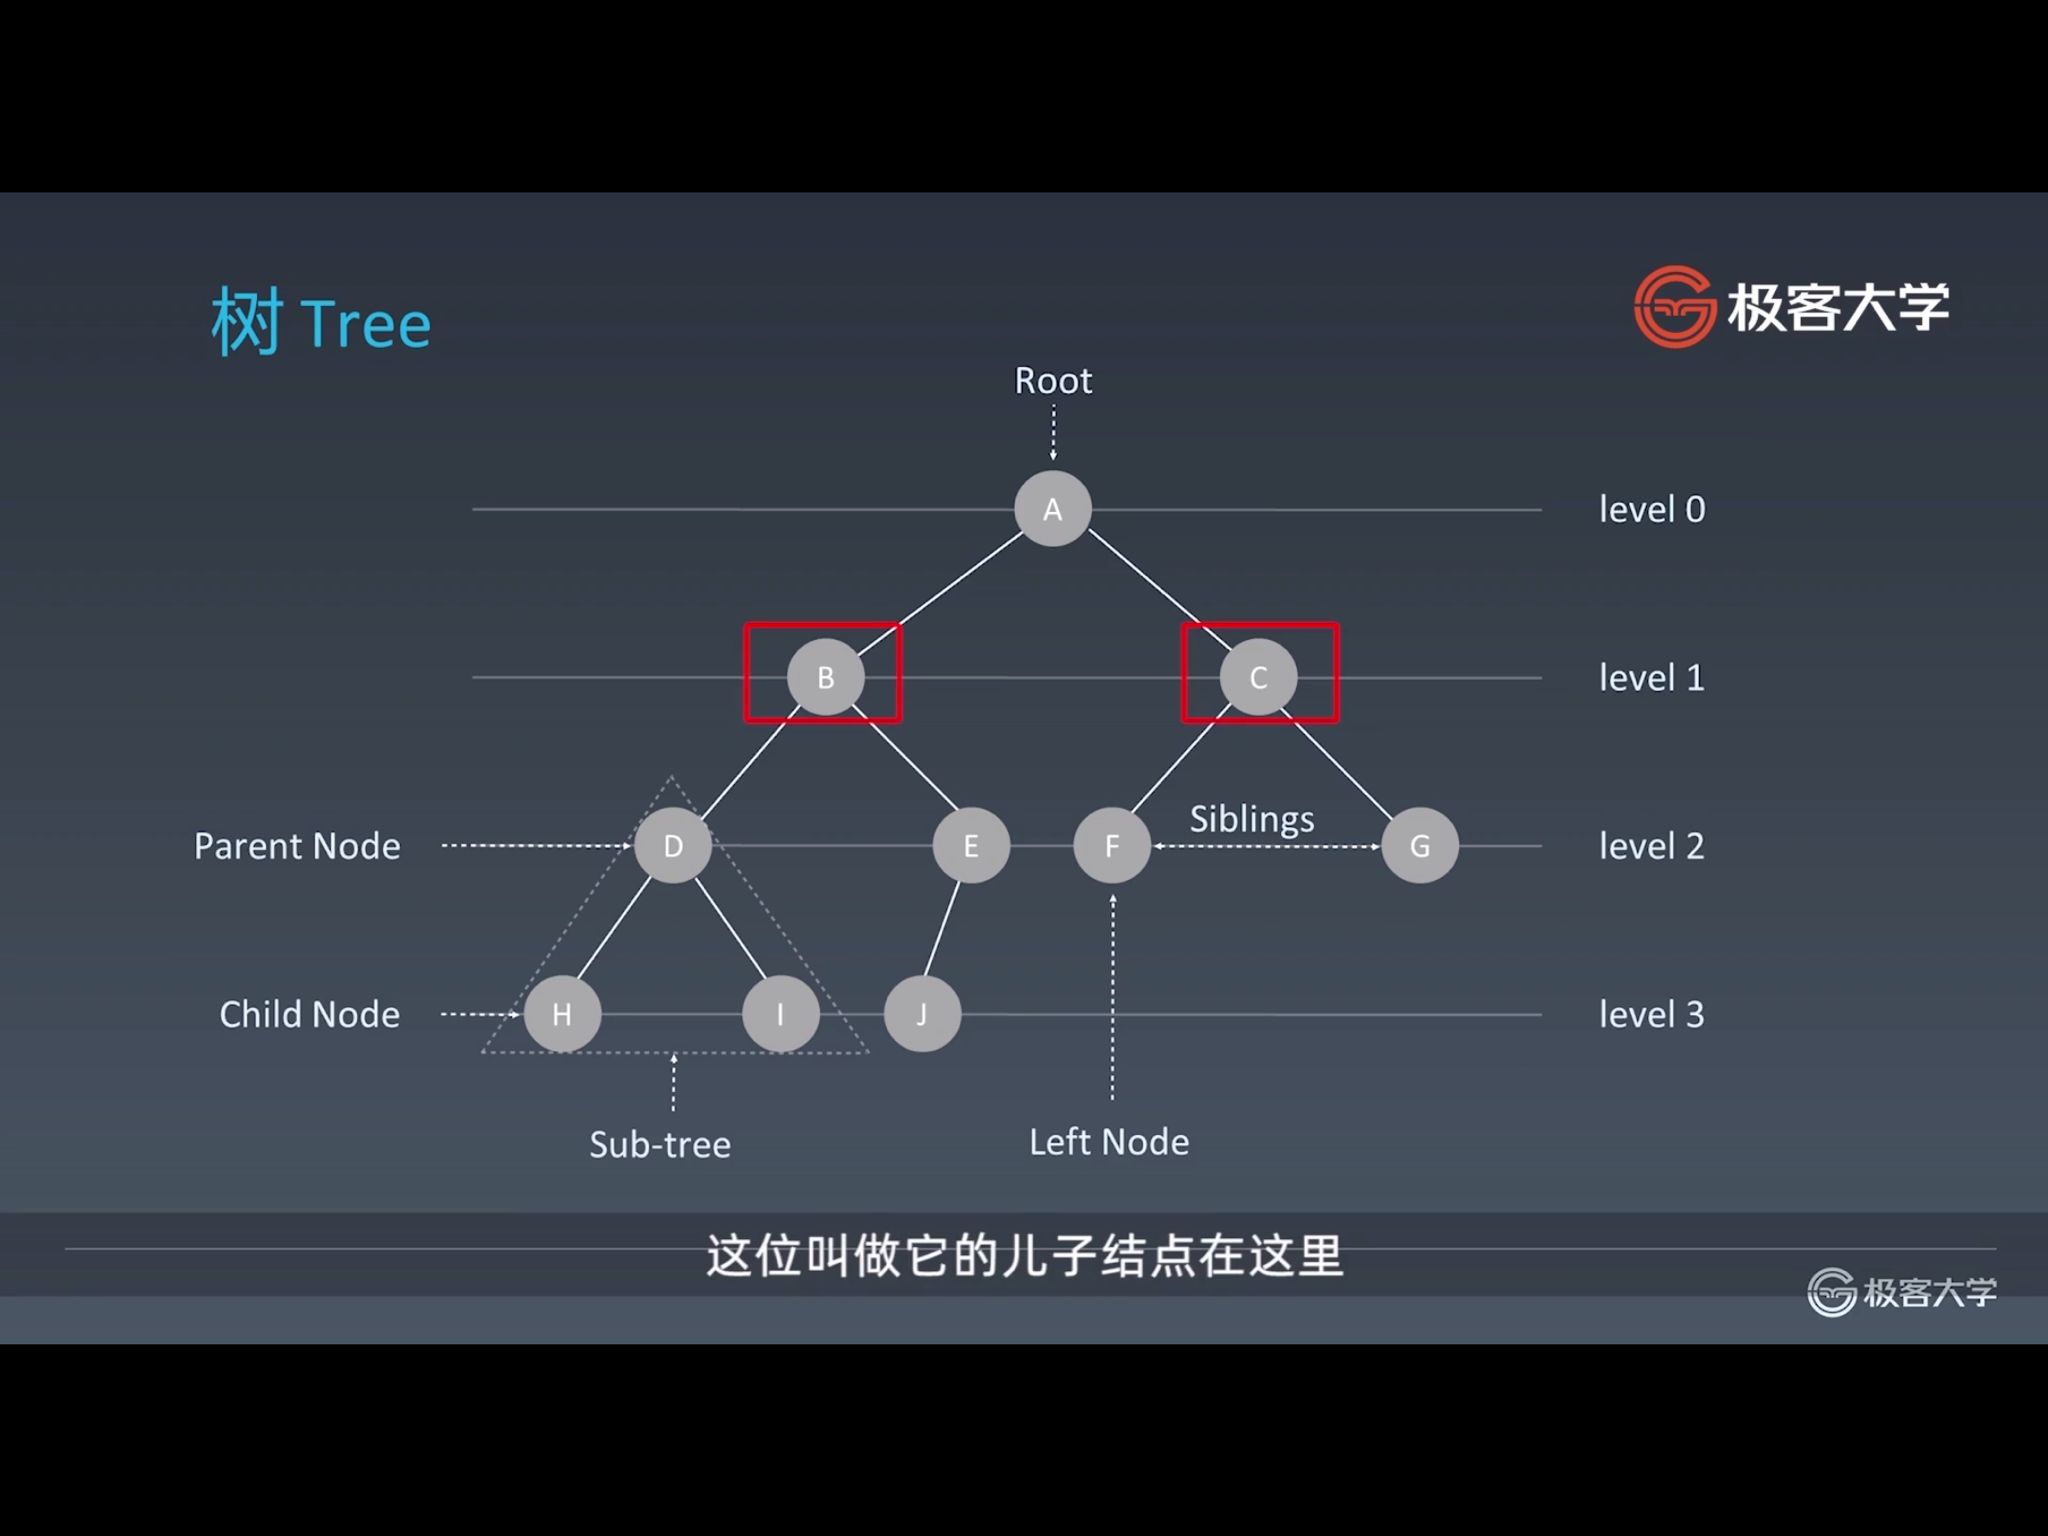 树 Tree
极客大学
Root
A
level 0
B
C
level 1
Siblings
Parent Node
D
E
F
G
level 2
Child Node
H
I
J
level 3
Sub-tree
Left Node
这位叫做它的儿子结点在这里
极客大学